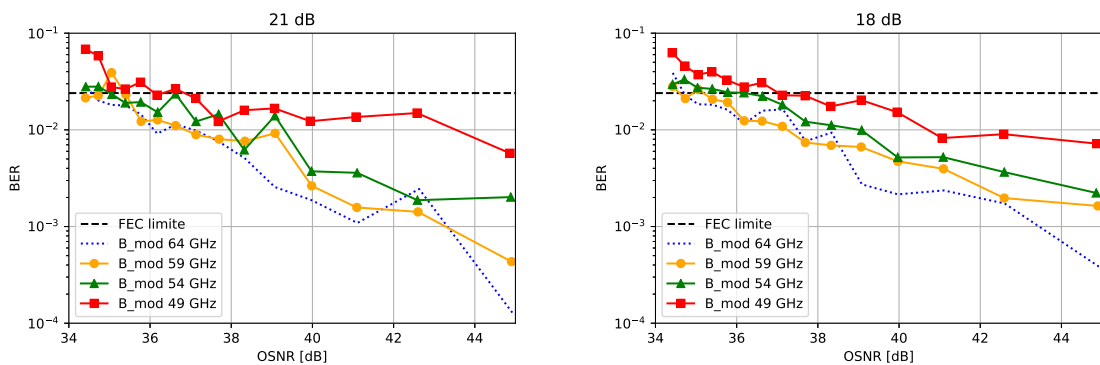 21 dB
BER
10⁻¹
10⁻²
10⁻³
10⁻⁴
FEC limite
B_mod 64 GHz
B_mod 59 GHz
B_mod 54 GHz
B_mod 49 GHz
34 36 38 40 42 44
OSNR [dB]
18 dB
BER
10⁻¹
10⁻²
10⁻³
10⁻⁴
FEC limite
B_mod 64 GHz
B_mod 59 GHz
B_mod 54 GHz
B_mod 49 GHz
34 36 38 40 42 44
OSNR [dB]